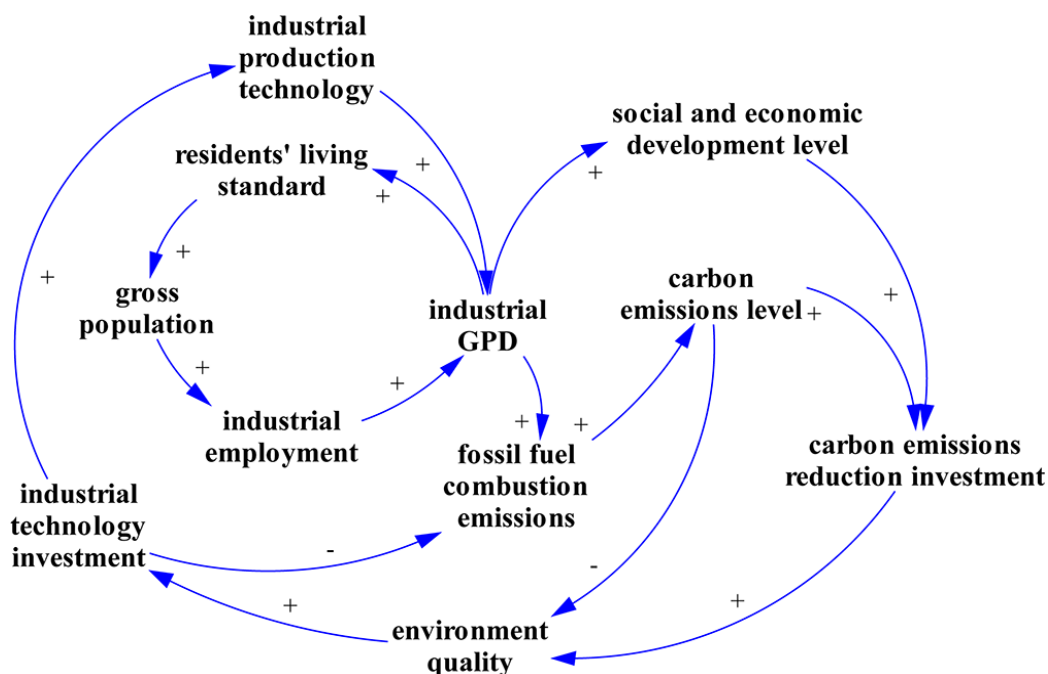 industrial
production
technology
+
residents' living
standard
+
+
social and economic
development level
+
+
gross
population
+
industrial
GPD
carbon
emissions level
+
+
+
industrial
employment
+
+
+
fossil fuel
combustion
emissions
carbon emissions
reduction investment
industrial
technology
investment
-
-
+
+
environment
quality